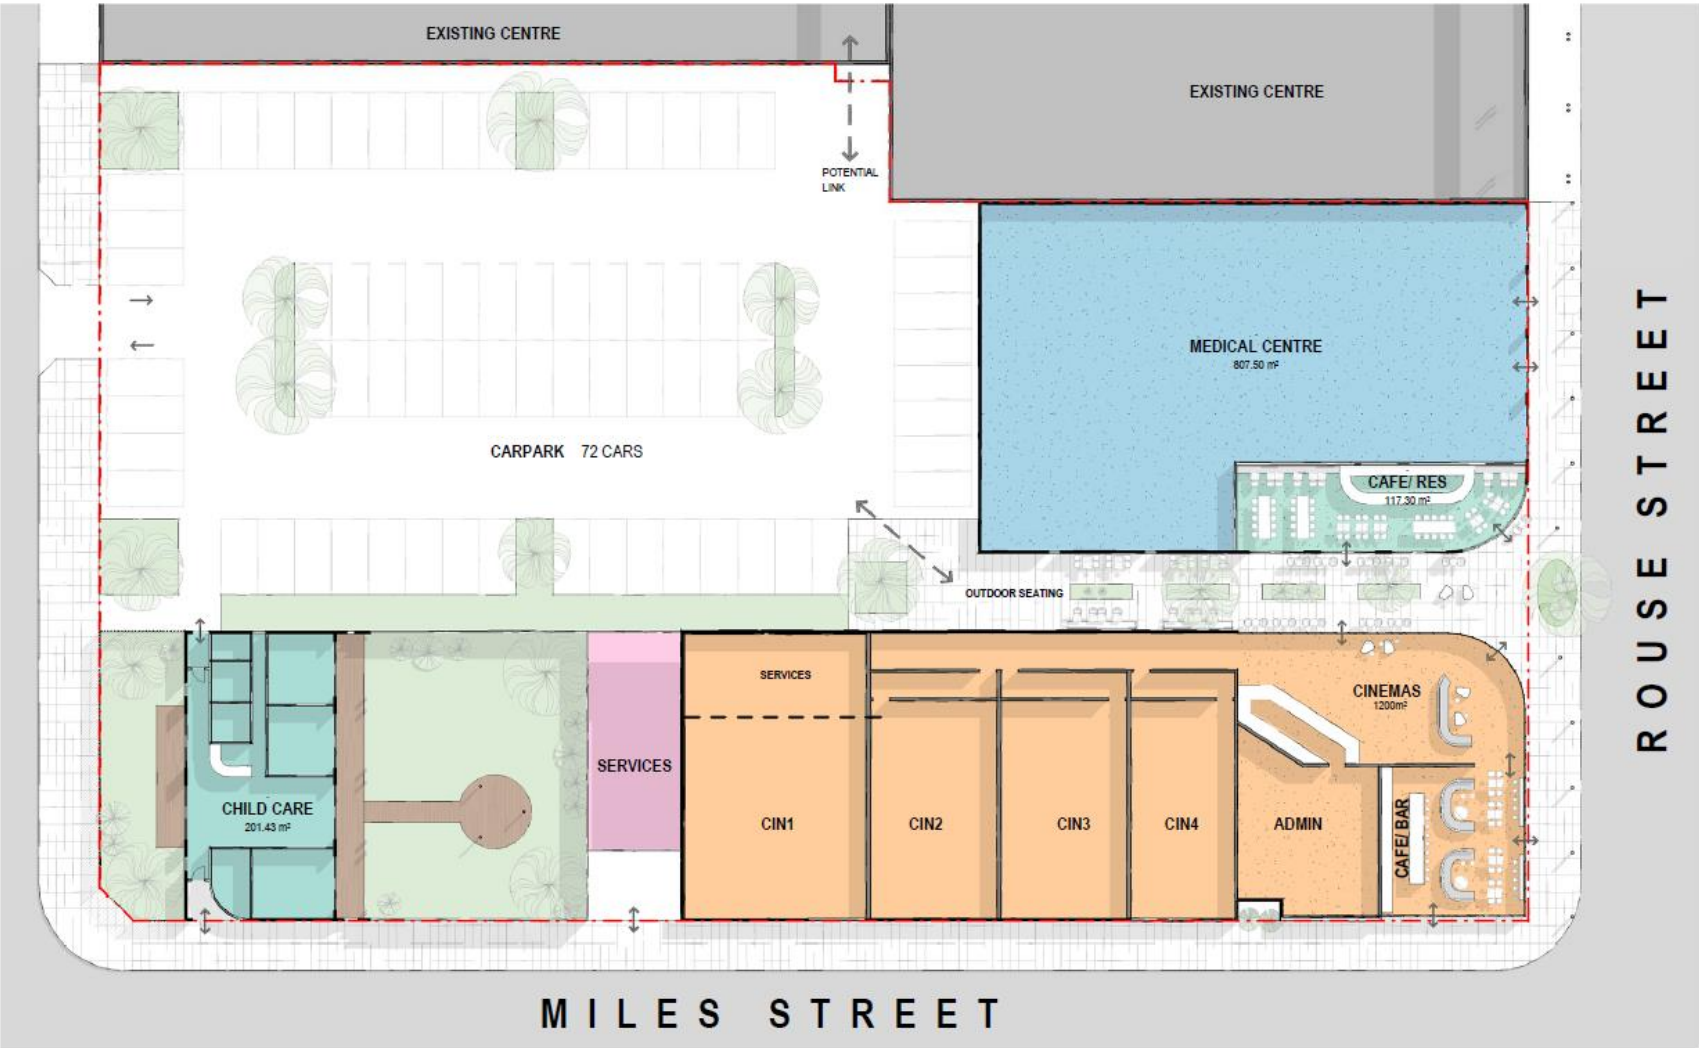 EXISTING CENTRE
EXISTING CENTRE
POTENTIAL
LINK
MEDICAL CENTRE
807.50 m²
CARPARK 72 CARS
CAFE/ RES
117.30 m²
OUTDOOR SEATING
SERVICES
CINEMAS
1200m²
SERVICES
CHILD CARE
201.43 m²
CIN1
CIN2
CIN3
CIN4
ADMIN
CAFE/ BAR
ROUSE STREET
MILES STREET